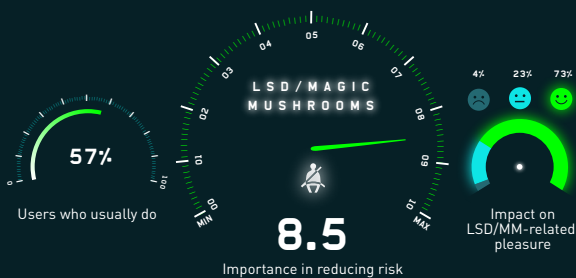 57%
0
100
Users who usually do
LSD/MAGIC
MUSHROOMS
00
01
02
03
04
05
06
07
08
09
10
MIN
MAX
8.5
Importance in reducing risk
4% 23% 73%
Impact on
LSD/MM-related
pleasure